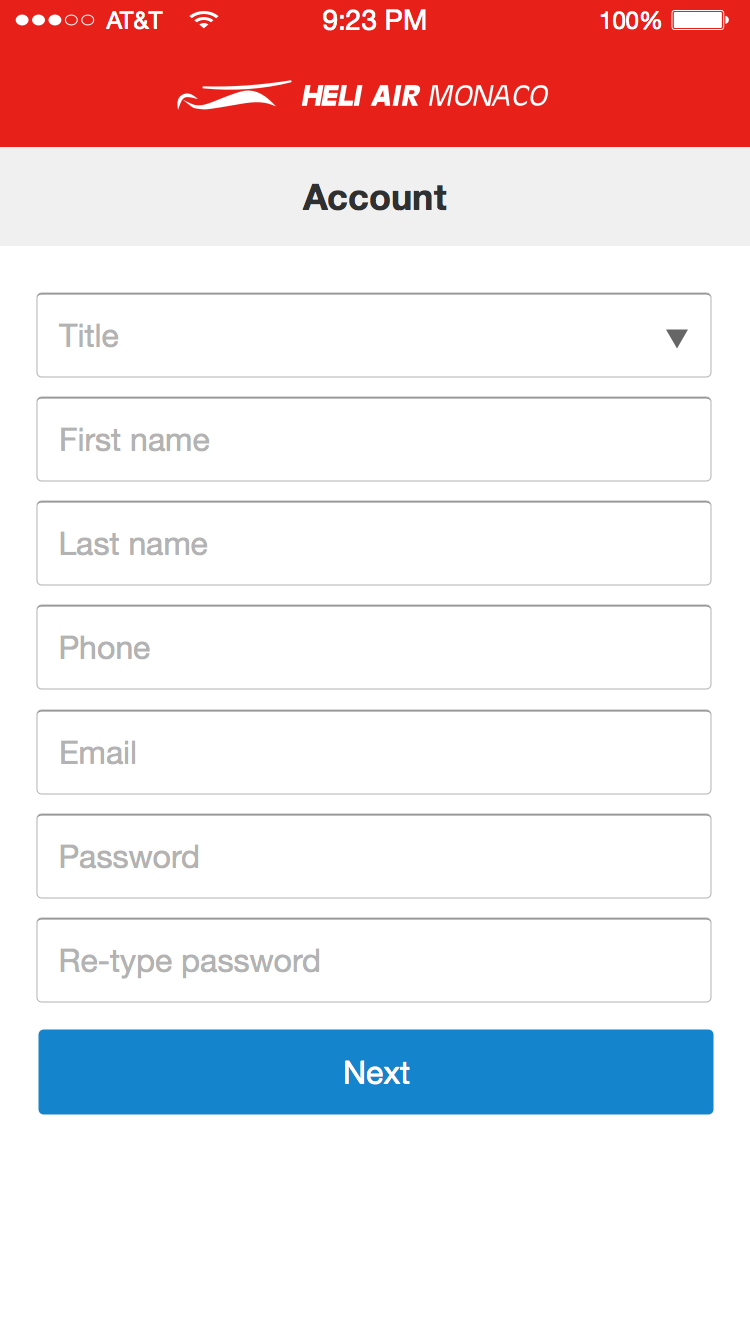 AT&T 9:23 PM 100%
HELI AIR MONACO
Account
Title
First name
Last name
Phone
Email
Password
Re-type password
Next